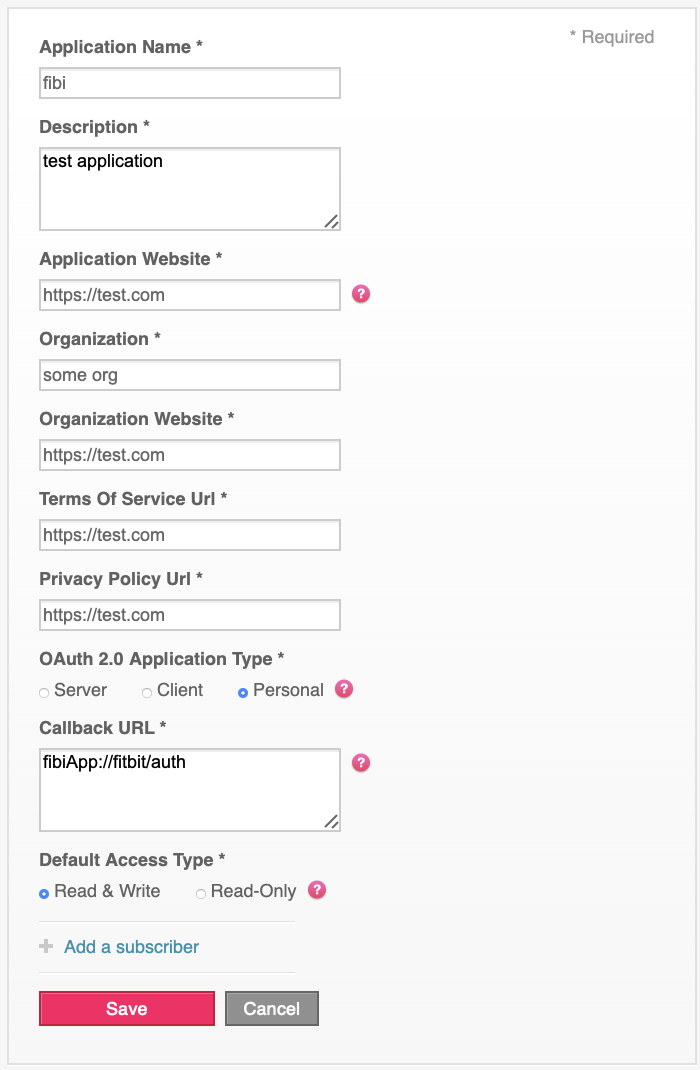 * Required
Application Name *
fibi
Description *
test application
Application Website *
https://test.com
?
Organization *
some org
Organization Website *
https://test.com
Terms Of Service Url *
https://test.com
Privacy Policy Url *
https://test.com
OAuth 2.0 Application Type *
Server Client Personal ?
Callback URL *
fibiApp://fitbit/auth
?
Default Access Type *
Read & Write Read-Only ?
Add a subscriber
Save Cancel